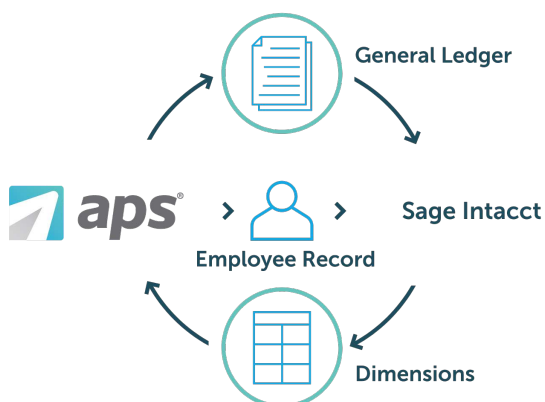 General Ledger
aps®
Sage Intacct
Employee Record
Dimensions